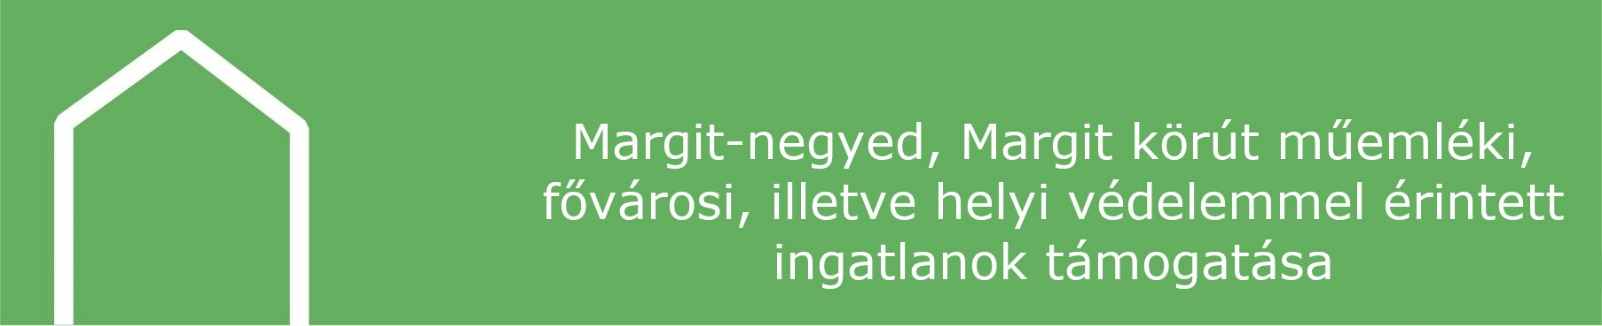 Margit-negyed, Margit körút műemléki,
fővárosi, illetve helyi védelemmel érintett
ingatlanok támogatása